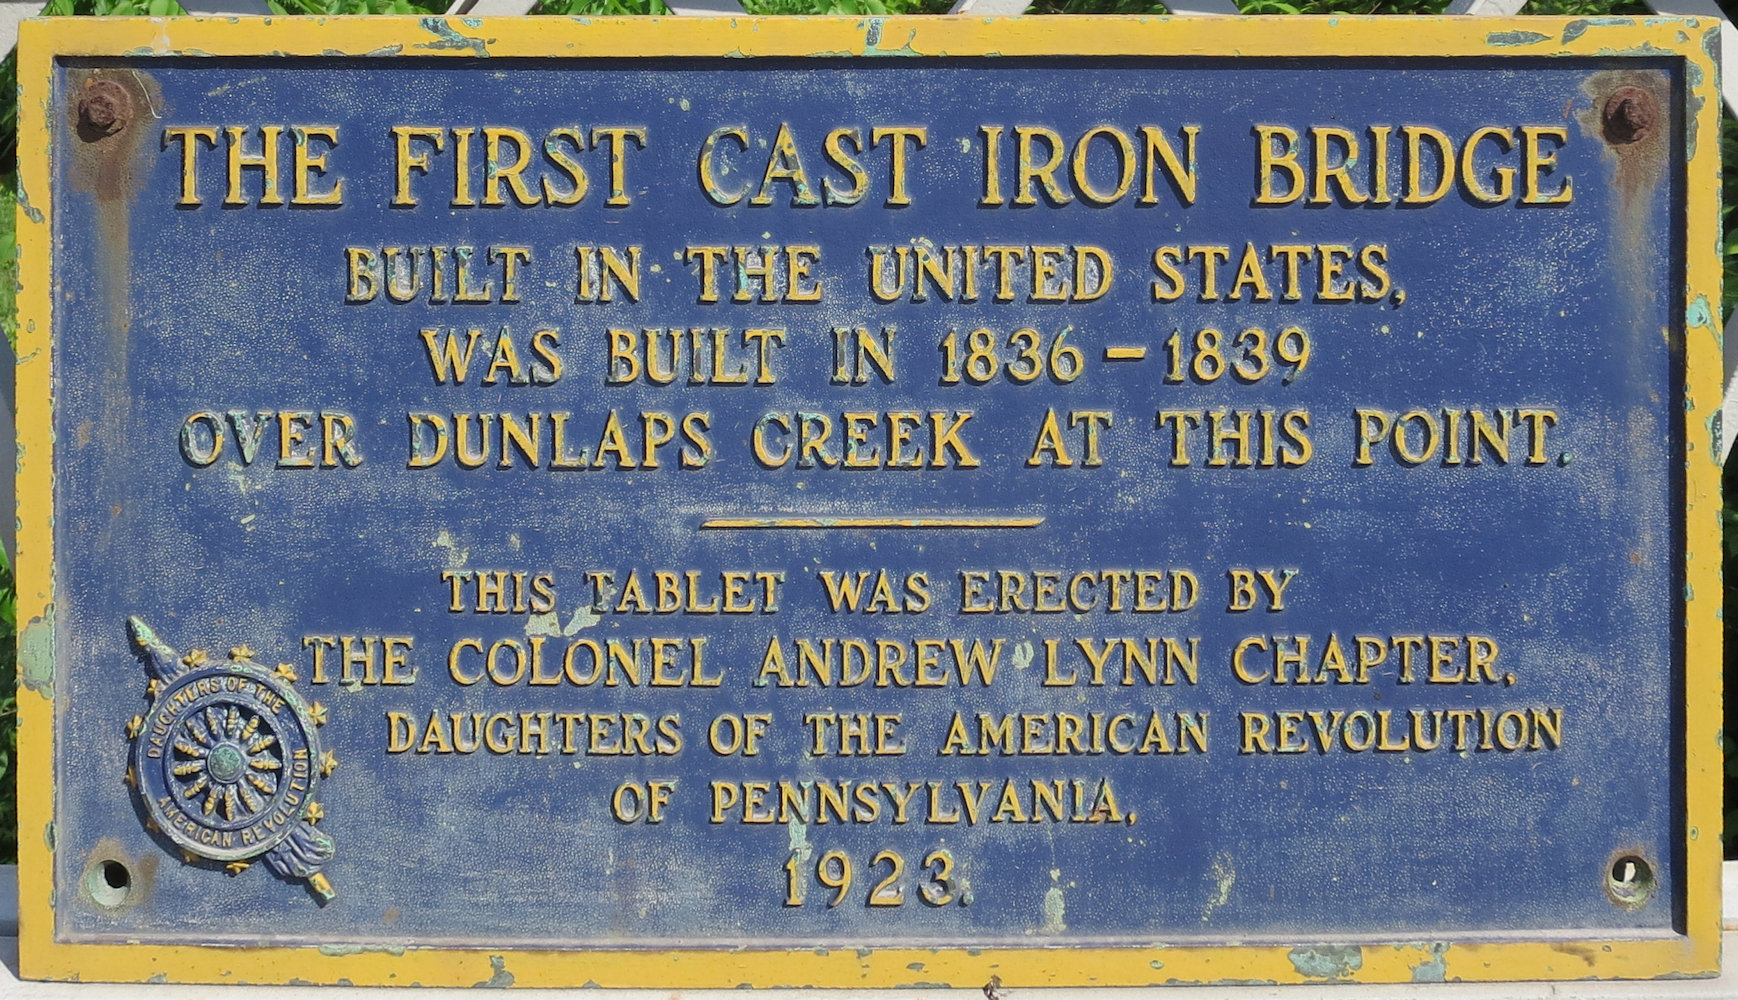 THE FIRST CAST IRON BRIDGE
BUILT IN THE UNITED STATES,
WAS BUILT IN 1836–1839
OVER DUNLAPS CREEK AT THIS POINT.
THIS TABLET WAS ERECTED BY
THE COLONEL ANDREW LYNN CHAPTER,
DAUGHTERS OF THE AMERICAN REVOLUTION
OF PENNSYLVANIA,
1923.
DAUGHTERS OF THE
AMERICAN REVOLUTION